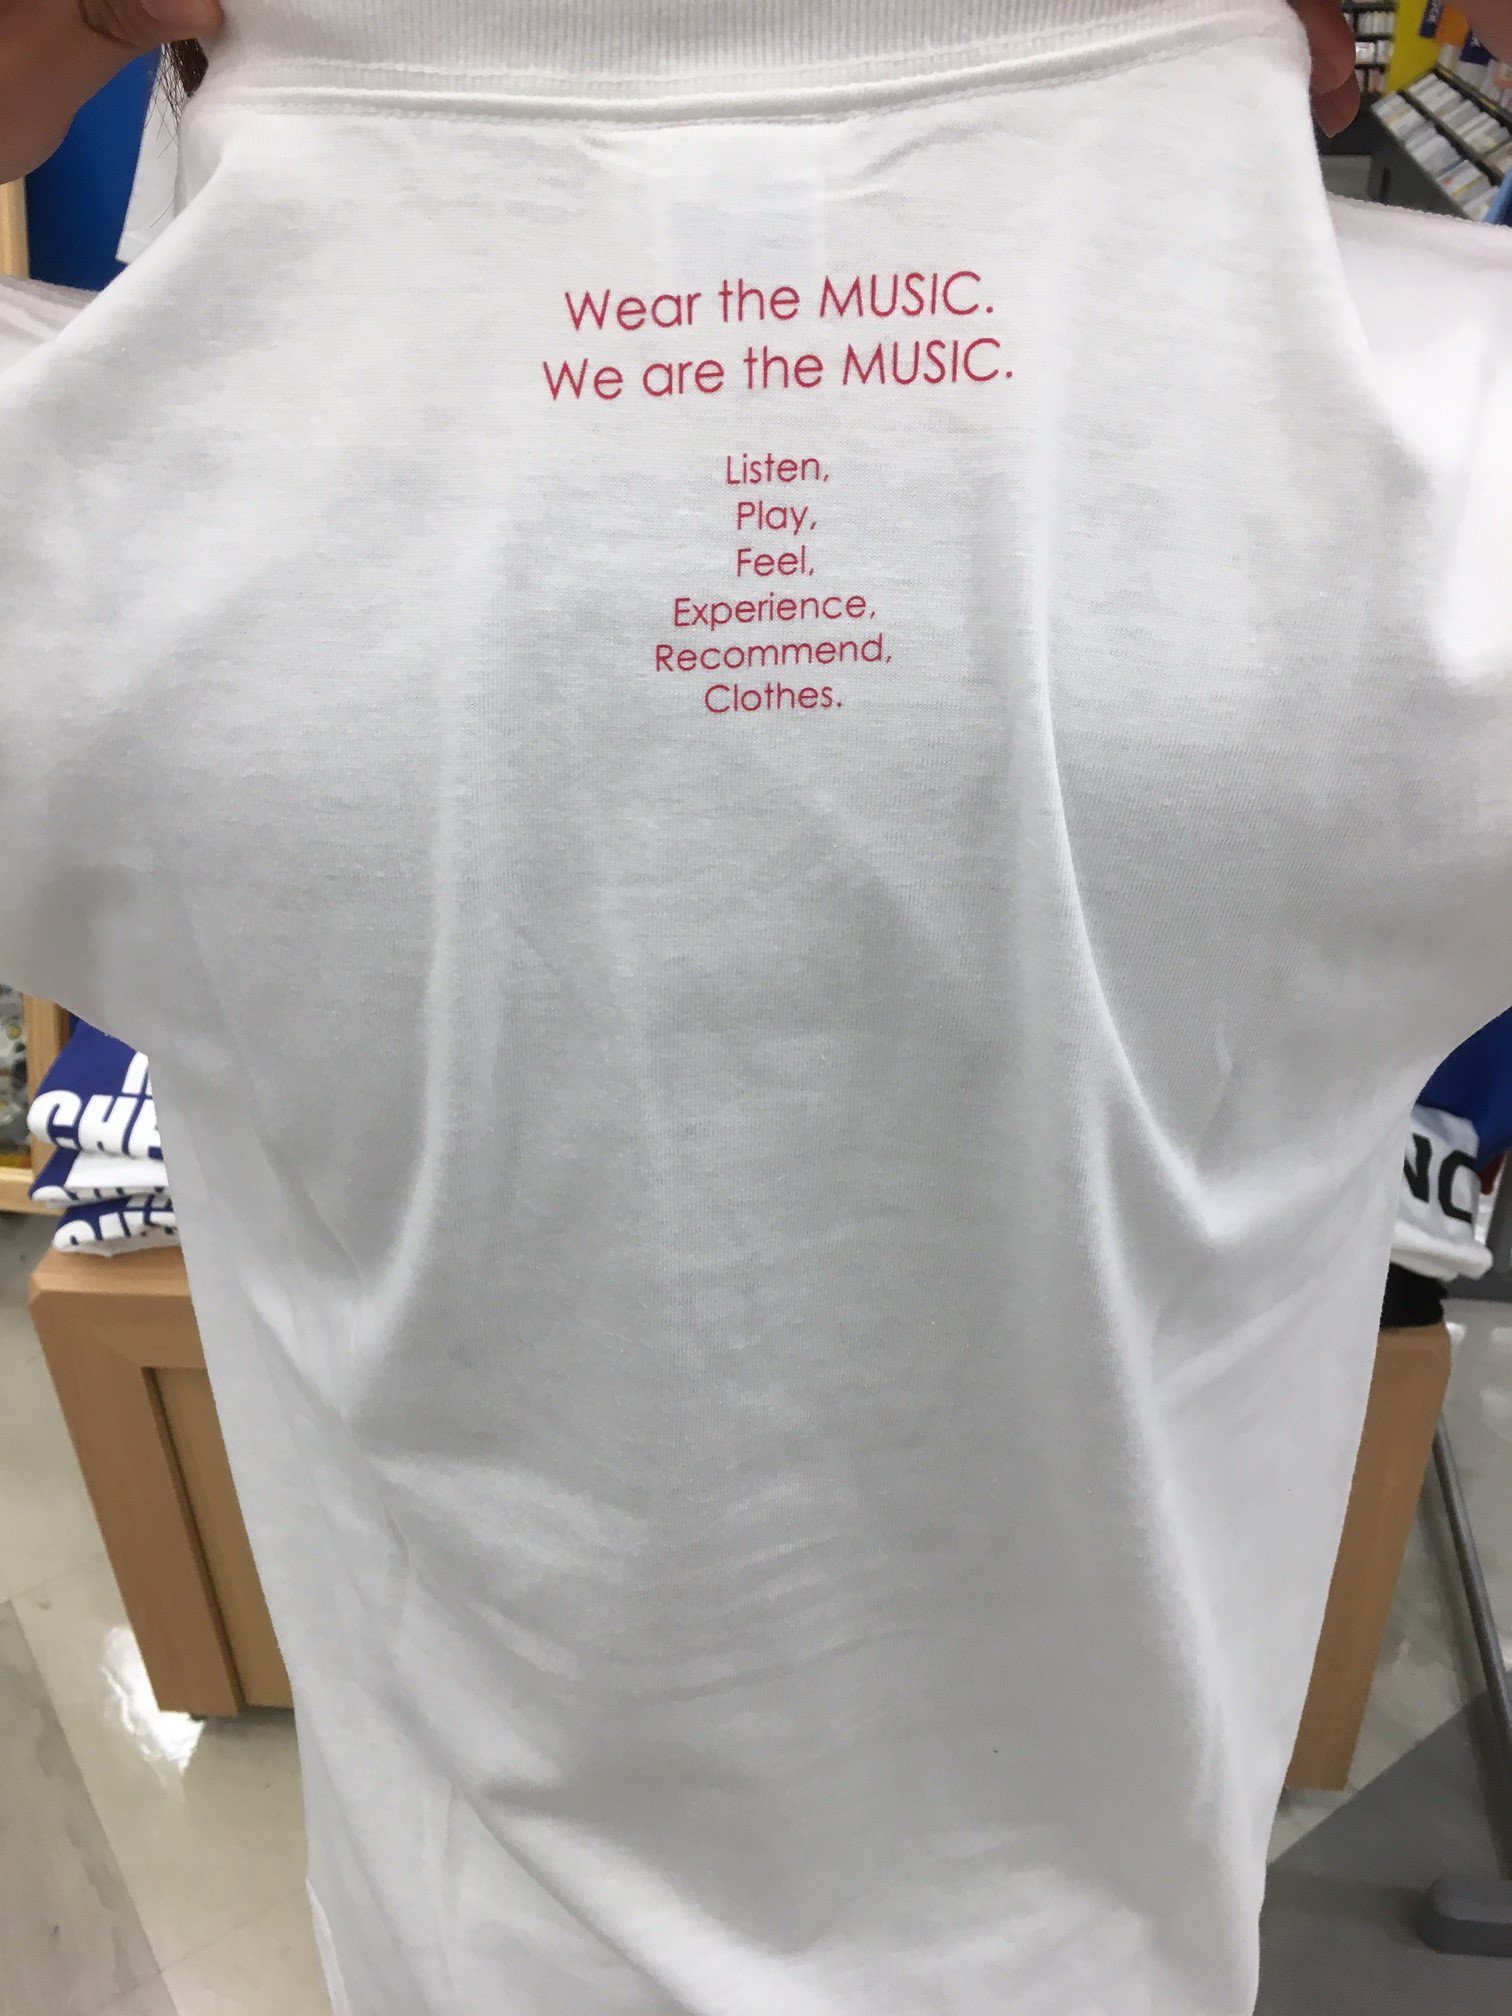 Wear the MUSIC.
We are the MUSIC.
Listen,
Play,
Feel,
Experience,
Recommend,
Clothes.